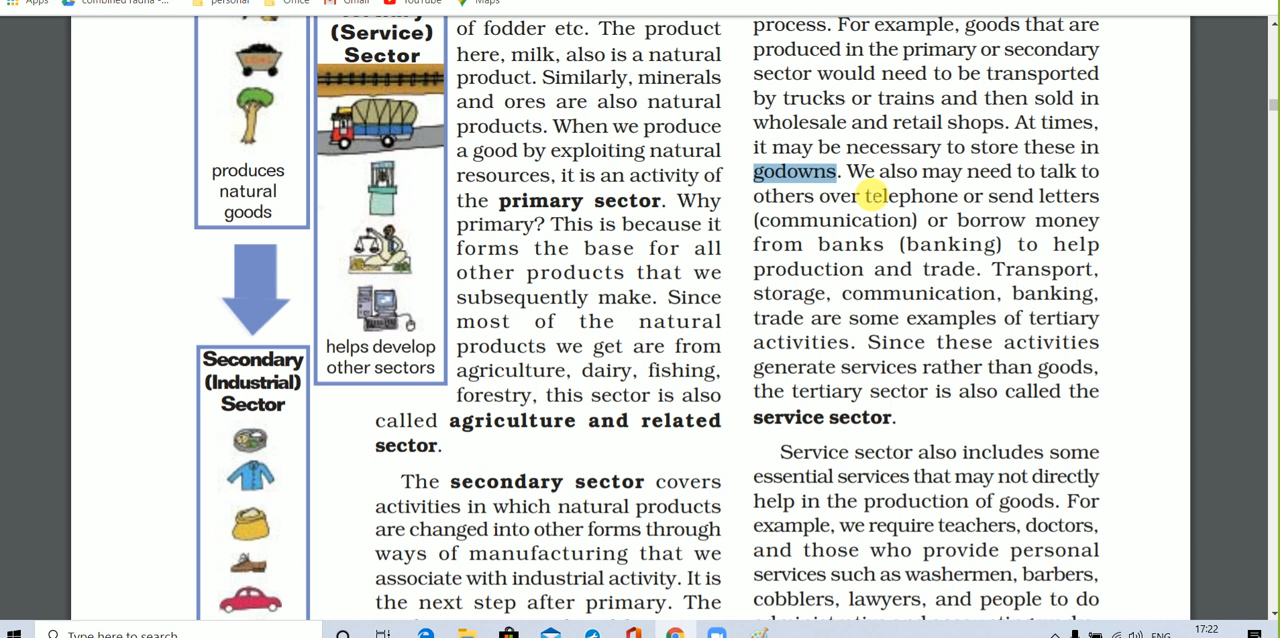 Apps
combined radha -...
personal
Office
Gmail
YouTube
Maps
(Service)
Sector
COAL
produces
natural
goods
helps develop
other sectors
Secondary
(Industrial)
Sector
of fodder etc. The product
here, milk, also is a natural
product. Similarly, minerals
and ores are also natural
products. When we produce
a good by exploiting natural
resources, it is an activity of
the primary sector. Why
primary? This is because it
forms the base for all
other products that we
subsequently make. Since
most of the natural
products we get are from
agriculture, dairy, fishing,
forestry, this sector is also
called agriculture and related
sector.
The secondary sector covers
activities in which natural products
are changed into other forms through
ways of manufacturing that we
associate with industrial activity. It is
the next step after primary. The
process. For example, goods that are
produced in the primary or secondary
sector would need to be transported
by trucks or trains and then sold in
wholesale and retail shops. At times,
it may be necessary to store these in
godowns. We also may need to talk to
others over telephone or send letters
(communication) or borrow money
from banks (banking) to help
production and trade. Transport,
storage, communication, banking,
trade are some examples of tertiary
activities. Since these activities
generate services rather than goods,
the tertiary sector is also called the
service sector.
Service sector also includes some
essential services that may not directly
help in the production of goods. For
example, we require teachers, doctors,
and those who provide personal
services such as washermen, barbers,
cobblers, lawyers, and people to do
Type here to search
ENG
17:22